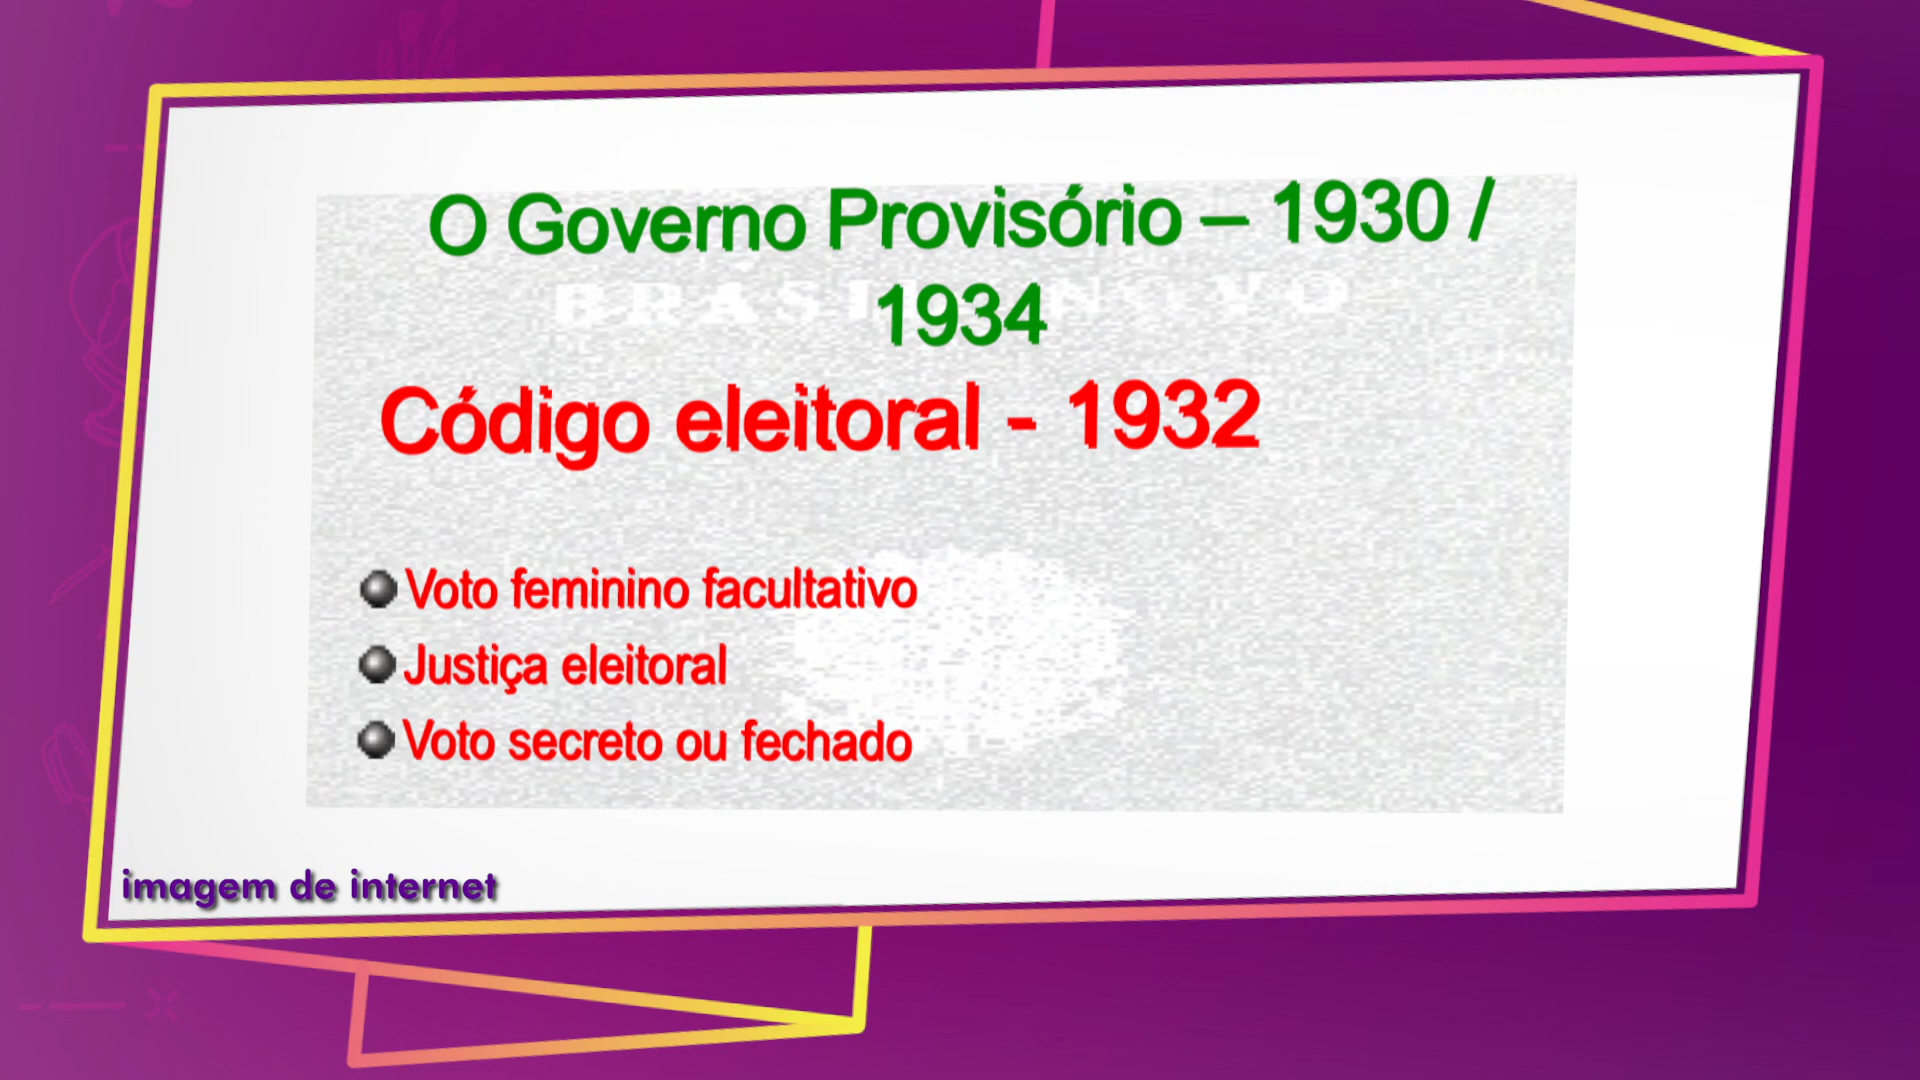 O Governo Provisório – 1930 /
1934
Código eleitoral - 1932
Voto feminino facultativo
Justiça eleitoral
Voto secreto ou fechado
imagem de internet